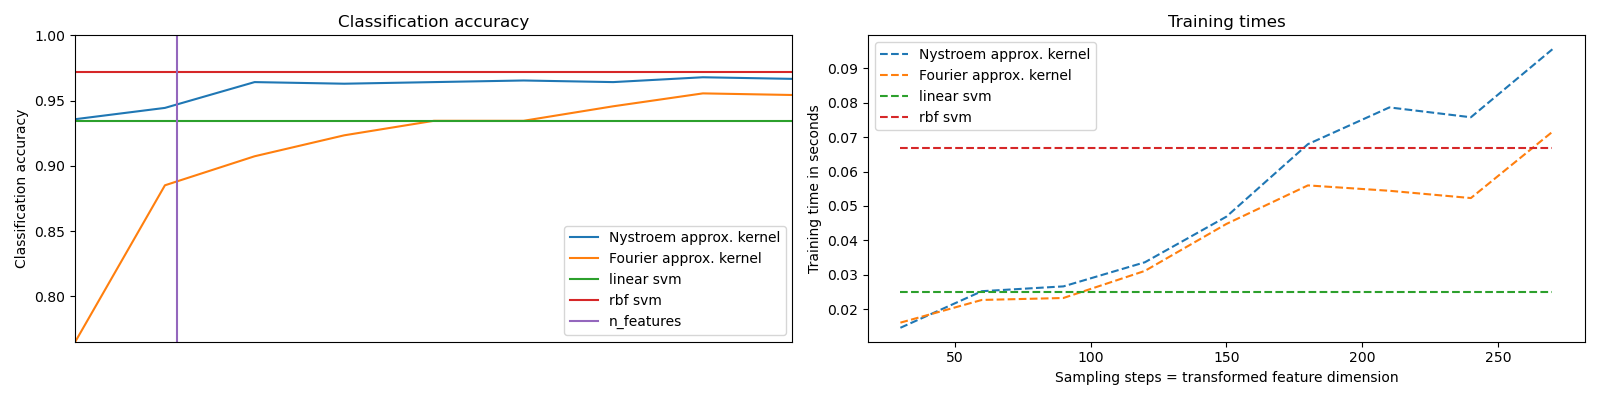 Classification accuracy
Classification accuracy
1.00
0.95
0.90
0.85
0.80
Nystroem approx. kernel
Fourier approx. kernel
linear svm
rbf svm
n_features
Training times
Training time in seconds
0.09
0.08
0.07
0.06
0.05
0.04
0.03
0.02
Nystroem approx. kernel
Fourier approx. kernel
linear svm
rbf svm
50
100
150
200
250
Sampling steps = transformed feature dimension